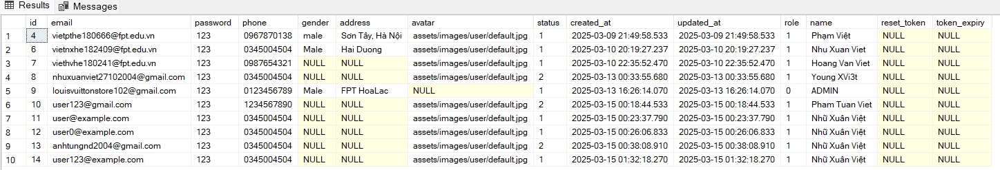 Results Messages
id email password phone gender address avatar status created_at updated_at role name reset_token token_expiry
1 4 vietpthe180666@fpt.edu.vn 123 0967870138 male Sơn Tây, Hà Nội assets/images/user/default.jpg 1 2025-03-09 21:49:58.533 2025-03-09 21:49:58.533 1 Phạm Việt NULL NULL
2 6 vietnxhe182409@fpt.edu.vn 123 0345004504 Male Hai Duong assets/images/user/default.jpg 1 2025-03-10 20:19:27.237 2025-03-10 20:19:27.237 1 Nhu Xuan Viet NULL NULL
3 7 viethvhe180241@fpt.edu.vn 123 0987654321 NULL NULL assets/images/user/default.jpg 1 2025-03-10 22:35:52.470 2025-03-10 22:35:52.470 1 Hoang Van Viet NULL NULL
4 8 nhuxuanviet27102004@gmail.com 123 0345004504 NULL NULL assets/images/user/default.jpg 2 2025-03-13 00:33:55.680 2025-03-13 00:33:55.680 1 Young XVi3t NULL NULL
5 9 louisvuittonstore102@gmail.com 123 0123456789 Male FPT HoaLac NULL 1 2025-03-13 16:26:14.070 2025-03-13 16:26:14.070 0 ADMIN NULL NULL
6 10 user123@gmail.com 123 1234567890 NULL NULL assets/images/user/default.jpg 2 2025-03-15 00:18:44.533 2025-03-15 00:18:44.533 1 Pham Tuan Viet NULL NULL
7 11 user@example.com 123 0345004504 NULL NULL assets/images/user/default.jpg 1 2025-03-15 00:23:37.790 2025-03-15 00:23:37.790 1 Nhữ Xuân Việt NULL NULL
8 12 user0@example.com 123 0345004504 NULL NULL assets/images/user/default.jpg 1 2025-03-15 00:26:06.833 2025-03-15 00:26:06.833 1 Nhữ Xuân Việt NULL NULL
9 13 anhtungnd2004@gmail.com 123 0345004504 NULL NULL assets/images/user/default.jpg 2 2025-03-15 00:38:08.910 2025-03-15 00:38:08.910 1 Nhữ Xuân Việt NULL NULL
10 14 user123@example.com 123 0345004504 NULL NULL assets/images/user/default.jpg 1 2025-03-15 01:32:18.270 2025-03-15 01:32:18.270 1 Nhữ Xuân Việt NULL NULL